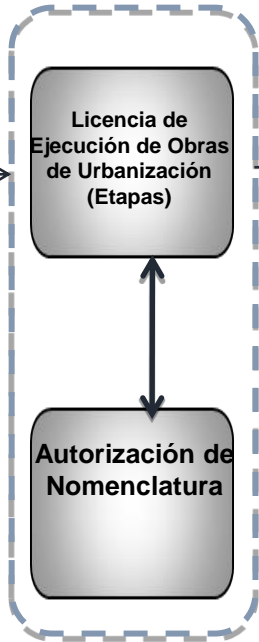 Licencia de
Ejecución de Obras
de Urbanización
(Etapas)
Autorización de
Nomenclatura